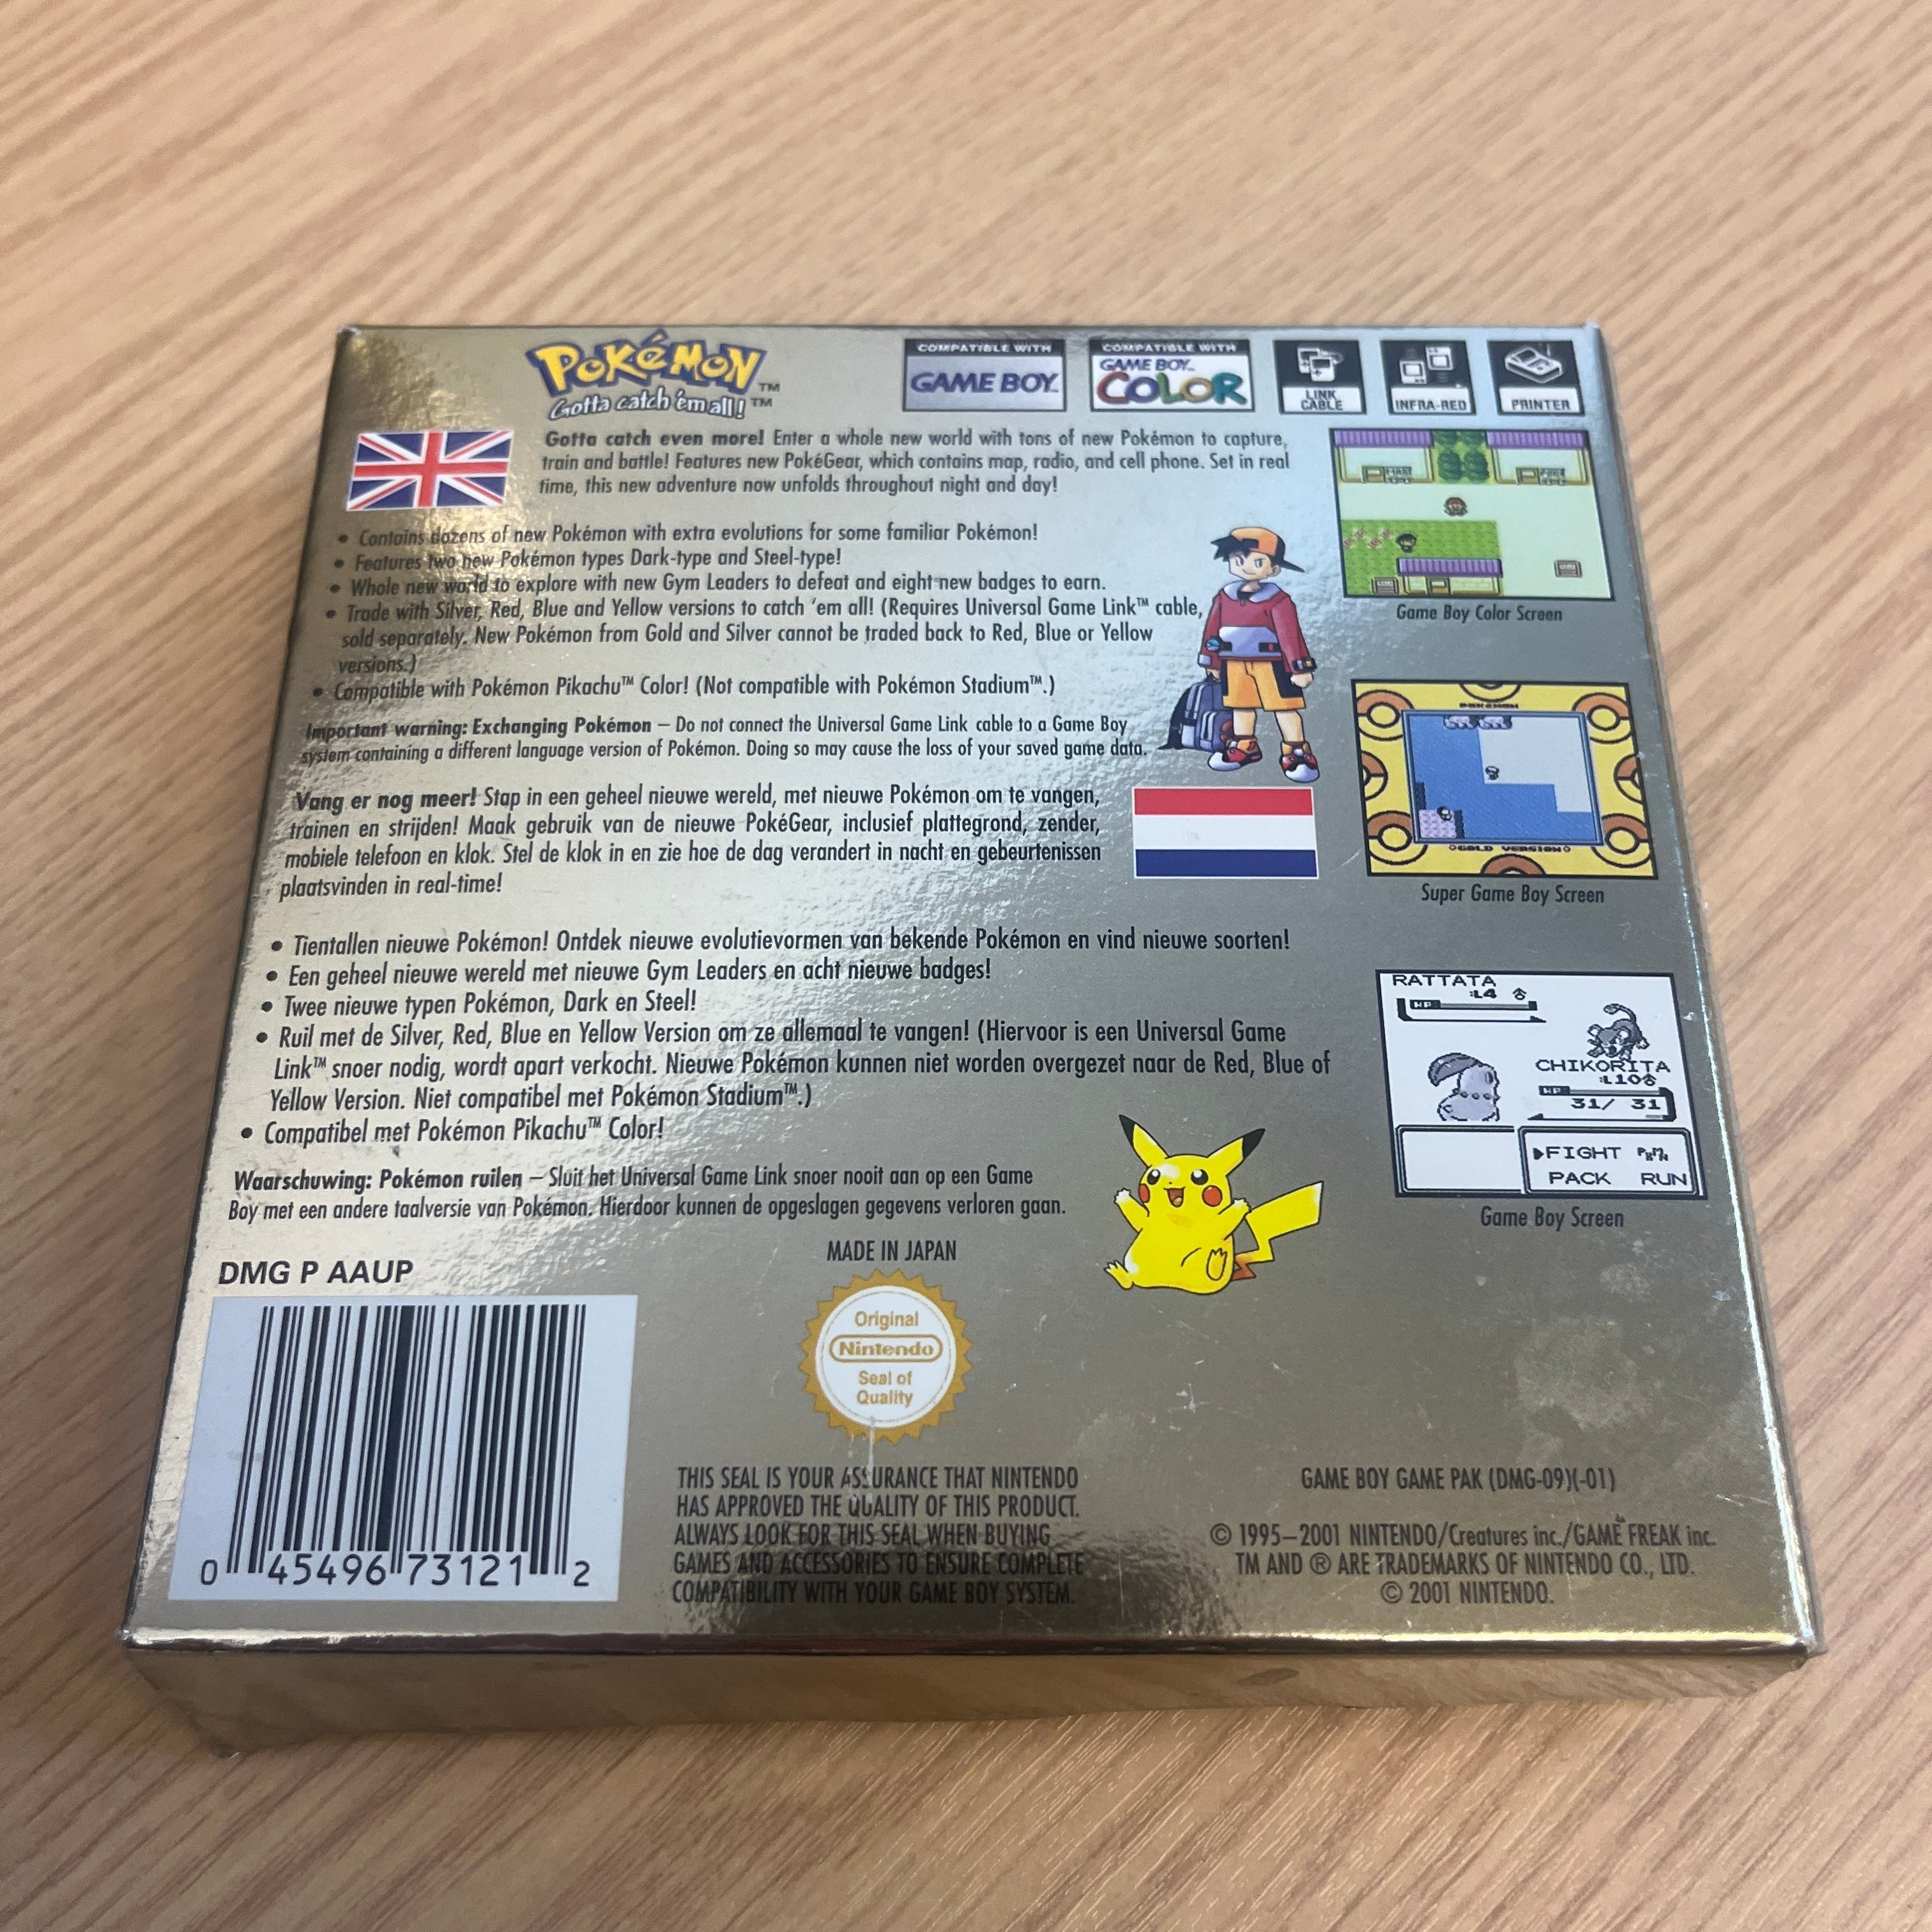 POKéMON™
Gotta catch 'em all!™
COMPATIBLE WITH
GAME BOY™
COMPATIBLE WITH
GAME BOY™
COLOR
LINK
CABLE
INFRA-RED
PRINTER
Gotta catch even more! Enter a whole new world with tons of new Pokémon to capture,
train and battle! Features new PokéGear, which contains map, radio, and cell phone. Set in real
time, this new adventure now unfolds throughout night and day!
• Contains dozens of new Pokémon with extra evolutions for some familiar Pokémon!
• Features two new Pokémon types Dark-type and Steel-type!
• Whole new world to explore with new Gym Leaders to defeat and eight new badges to earn.
• Trade with Silver, Red, Blue and Yellow versions to catch 'em all! (Requires Universal Game Link™ cable,
sold separately. New Pokémon from Gold and Silver cannot be traded back to Red, Blue or Yellow
versions.)
• Compatible with Pokémon Pikachu™ Color! (Not compatible with Pokémon Stadium™.)
Important warning: Exchanging Pokémon – Do not connect the Universal Game Link cable to a Game Boy
system containing a different language version of Pokémon. Doing so may cause the loss of your saved game data.
MART
POKé
Game Boy Color Screen
POKéMON
GOLD VERSION
Super Game Boy Screen
Vang er nog meer! Stap in een geheel nieuwe wereld, met nieuwe Pokémon om te vangen,
trainen en strijden! Maak gebruik van de nieuwe PokéGear, inclusief plattegrond, zender,
mobiele telefoon en klok. Stel de klok in en zie hoe de dag verandert in nacht en gebeurtenissen
plaatsvinden in real-time!
• Tientallen nieuwe Pokémon! Ontdek nieuwe evolutievormen van bekende Pokémon en vind nieuwe soorten!
• Een geheel nieuwe wereld met nieuwe Gym Leaders en acht nieuwe badges!
• Twee nieuwe typen Pokémon, Dark en Steel!
• Ruil met de Silver, Red, Blue en Yellow Version om ze allemaal te vangen! (Hiervoor is een Universal Game
Link™ snoer nodig, wordt apart verkocht. Nieuwe Pokémon kunnen niet worden overgezet naar de Red, Blue of
Yellow Version. Niet compatibel met Pokémon Stadium™.)
• Compatibel met Pokémon Pikachu™ Color!
Waarschuwing: Pokémon ruilen – Sluit het Universal Game Link snoer nooit aan op een Game
Boy met een andere taalversie van Pokémon. Hierdoor kunnen de opgeslagen gegevens verloren gaan.
RATTATA
:L4 ♂
HP
CHIKORITA
:L10♂
HP
31/ 31
▶FIGHT PKMN
PACK RUN
Game Boy Screen
MADE IN JAPAN
DMG P AAUP
0 45496 73121 2
Original
Nintendo
Seal of
Quality
THIS SEAL IS YOUR ASSURANCE THAT NINTENDO
HAS APPROVED THE QUALITY OF THIS PRODUCT.
ALWAYS LOOK FOR THIS SEAL WHEN BUYING
GAMES AND ACCESSORIES TO ENSURE COMPLETE
COMPATIBILITY WITH YOUR GAME BOY SYSTEM.
GAME BOY GAME PAK (DMG-09)(-01)
© 1995–2001 NINTENDO/Creatures inc./GAME FREAK inc.
TM AND ® ARE TRADEMARKS OF NINTENDO CO., LTD.
© 2001 NINTENDO.